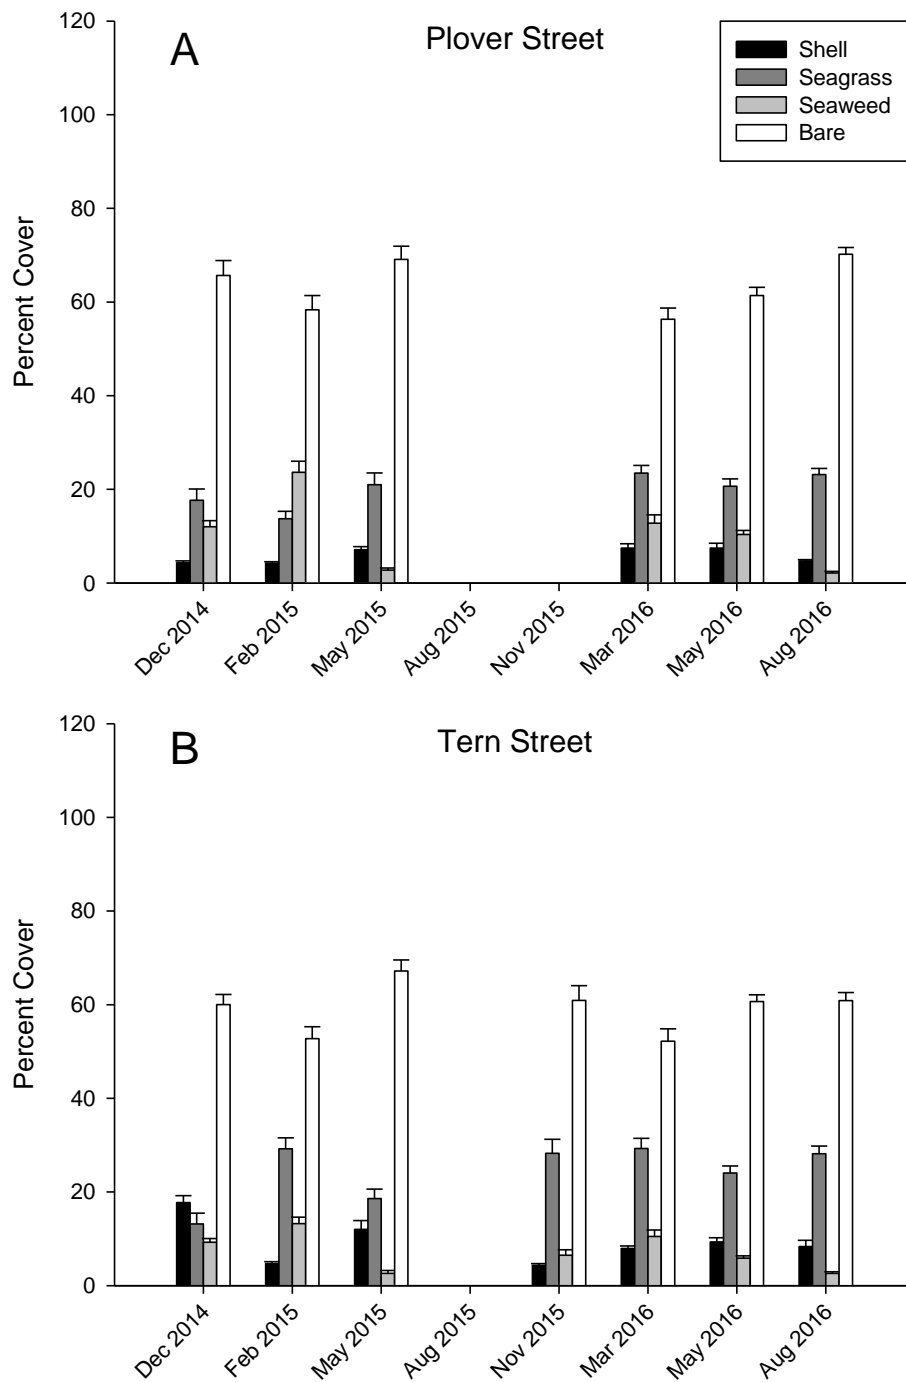 A
Plover Street
Shell
Seagrass
Seaweed
Bare
Percent Cover
120
100
80
60
40
20
0
Dec 2014
Feb 2015
May 2015
Aug 2015
Nov 2015
Mar 2016
May 2016
Aug 2016
B
Tern Street
Percent Cover
120
100
80
60
40
20
0
Dec 2014
Feb 2015
May 2015
Aug 2015
Nov 2015
Mar 2016
May 2016
Aug 2016